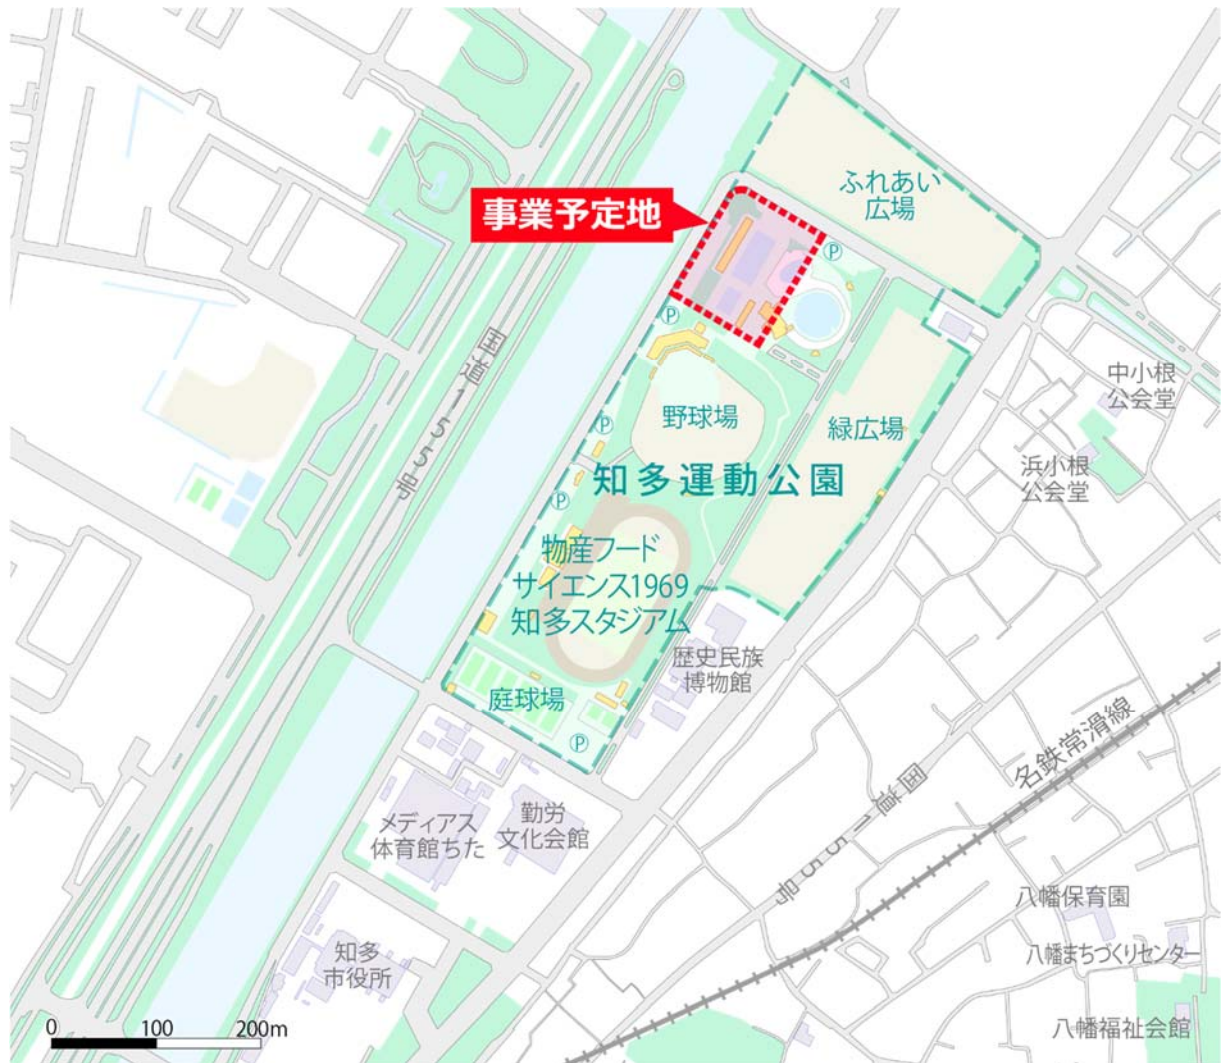 ふれあい
広場
事業予定地
P
P
国道155号
中小根
公会堂
野球場
緑広場
P
浜小根
公会堂
知多運動公園
P
物産フード
サイエンス1969
知多スタジアム
歴史民族
博物館
庭球場
P
名鉄常滑線
国道155号
メディアス
体育館ちた
勤労
文化会館
八幡保育園
知多
市役所
八幡まちづくりセンター
八幡福祉会館
0 100 200m